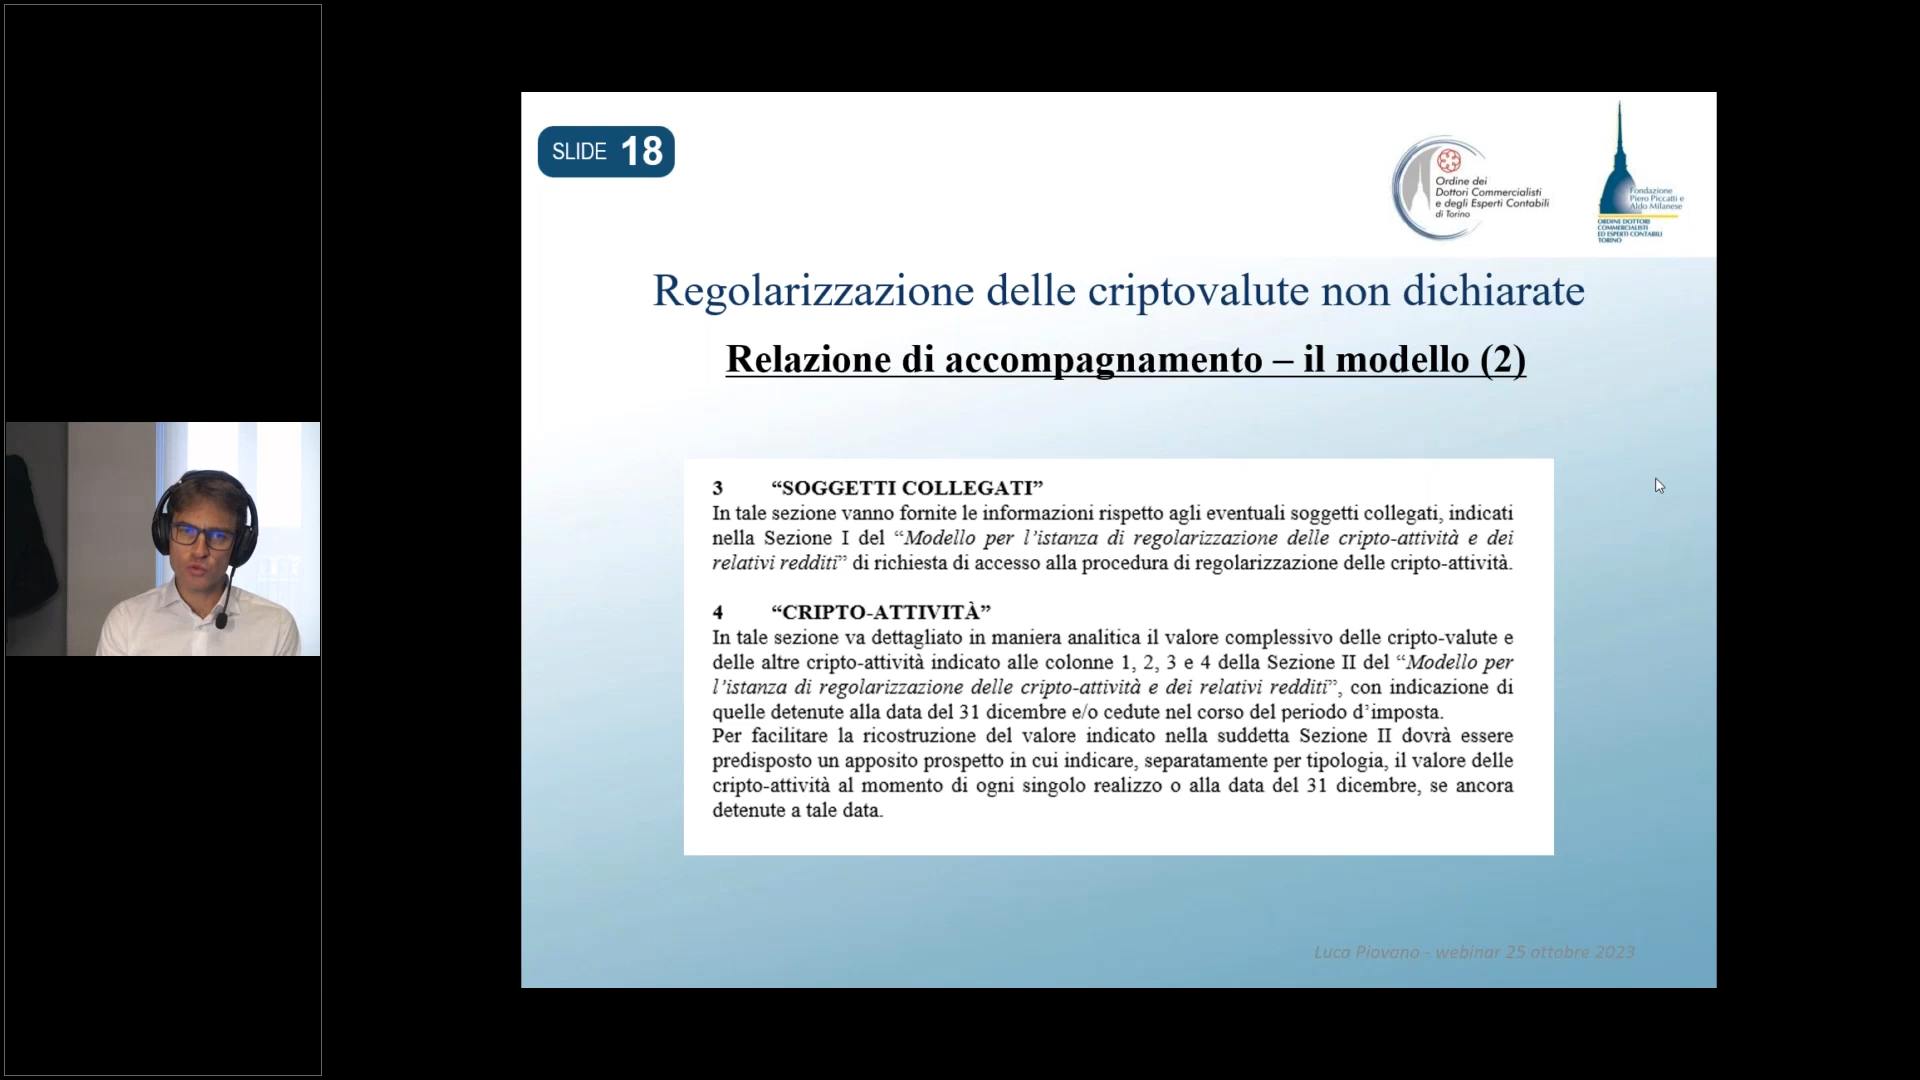 SLIDE 18
Ordine dei
Dottori Commercialisti
e degli Esperti Contabili
di Torino
Fondazione
Piero Piccatti e
Aldo Milanese
ORDINE DOTTORI
COMMERCIALISTI
ED ESPERTI CONTABILI
TORINO
Regolarizzazione delle criptovalute non dichiarate
Relazione di accompagnamento – il modello (2)
3 “SOGGETTI COLLEGATI”
In tale sezione vanno fornite le informazioni rispetto agli eventuali soggetti collegati, indicati
nella Sezione I del “Modello per l’istanza di regolarizzazione delle cripto-attività e dei
relativi redditi” di richiesta di accesso alla procedura di regolarizzazione delle cripto-attività.
4 “CRIPTO-ATTIVITÀ”
In tale sezione va dettagliato in maniera analitica il valore complessivo delle cripto-valute e
delle altre cripto-attività indicato alle colonne 1, 2, 3 e 4 della Sezione II del “Modello per
l’istanza di regolarizzazione delle cripto-attività e dei relativi redditi”, con indicazione di
quelle detenute alla data del 31 dicembre e/o cedute nel corso del periodo d’imposta.
Per facilitare la ricostruzione del valore indicato nella suddetta Sezione II dovrà essere
predisposto un apposito prospetto in cui indicare, separatamente per tipologia, il valore delle
cripto-attività al momento di ogni singolo realizzo o alla data del 31 dicembre, se ancora
detenute a tale data.
Luca Piovano - webinar 25 ottobre 2023